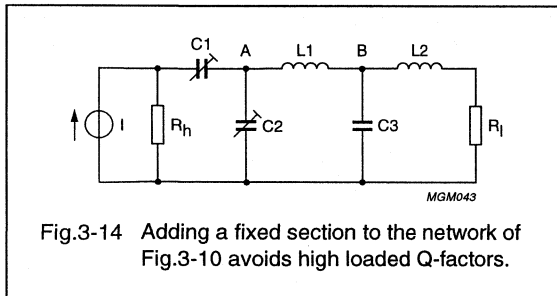 C1 A L1 B L2
I Rh C2 C3 Rl
MGM043
Fig.3-14 Adding a fixed section to the network of
Fig.3-10 avoids high loaded Q-factors.